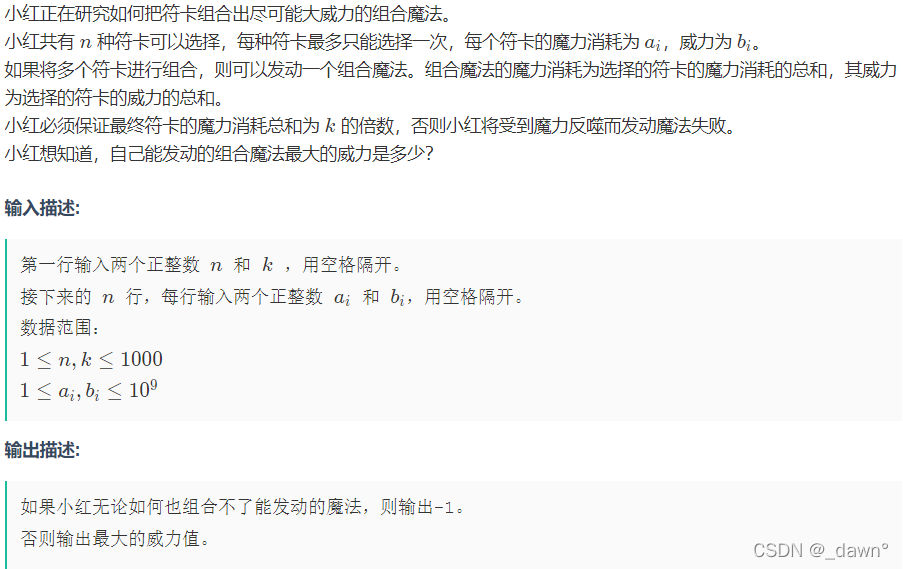 小红正在研究如何把符卡组合出尽可能大威力的组合魔法。
小红共有 n 种符卡可以选择，每种符卡最多只能选择一次，每个符卡的魔力消耗为 aᵢ，威力为 bᵢ。
如果将多个符卡进行组合，则可以发动一个组合魔法。组合魔法的魔力消耗为选择的符卡的魔力消耗的总和，其威力
为选择的符卡的威力的总和。
小红必须保证最终符卡的魔力消耗总和为 k 的倍数，否则小红将受到魔力反噬而发动魔法失败。
小红想知道，自己能发动的组合魔法最大的威力是多少？
输入描述:
第一行输入两个正整数 n 和 k ，用空格隔开。
接下来的 n 行，每行输入两个正整数 aᵢ 和 bᵢ，用空格隔开。
数据范围：
1 ≤ n, k ≤ 1000
1 ≤ aᵢ, bᵢ ≤ 10⁹
输出描述:
如果小红无论如何也组合不了能发动的魔法，则输出-1。
否则输出最大的威力值。
CSDN @_dawn°